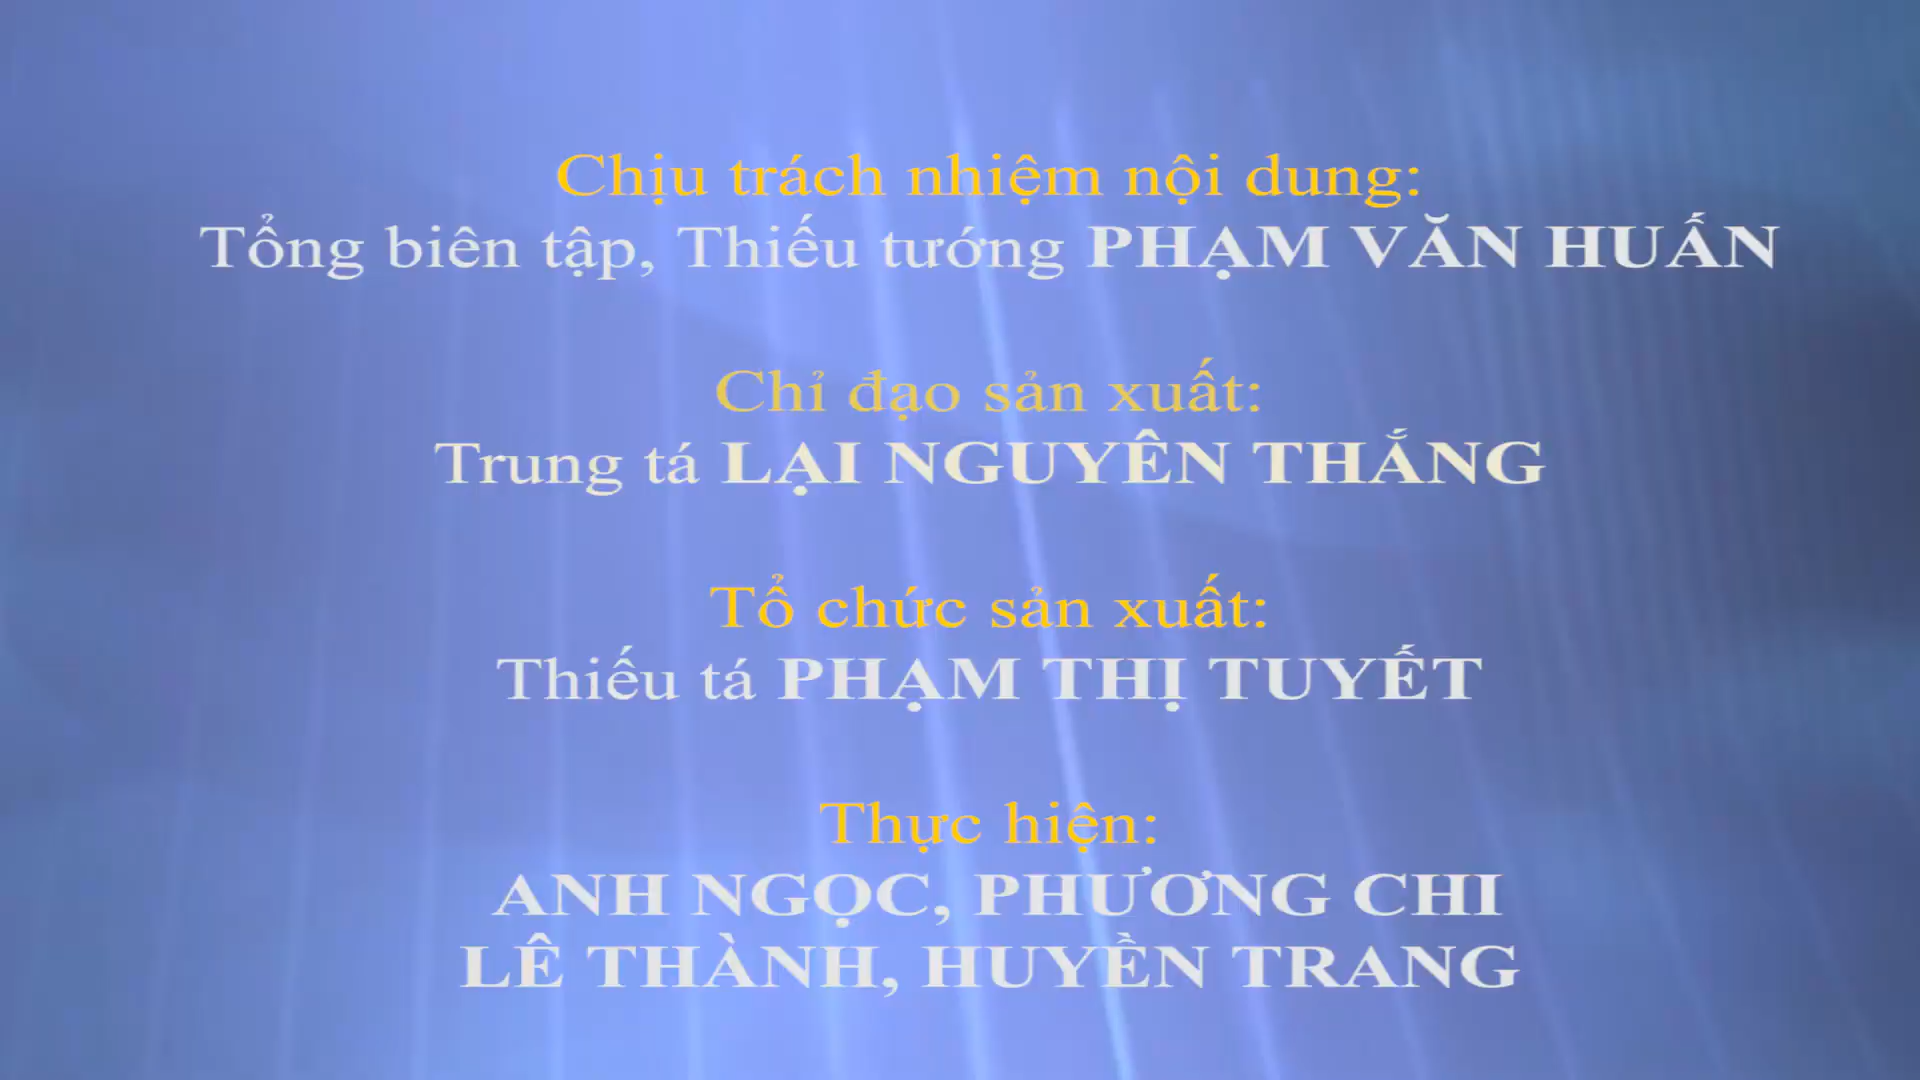 Chịu trách nhiệm nội dung:
Tổng biên tập, Thiếu tướng PHẠM VĂN HUẤN
Chỉ đạo sản xuất:
Trung tá LẠI NGUYÊN THẮNG
Tổ chức sản xuất:
Thiếu tá PHẠM THỊ TUYẾT
Thực hiện:
ANH NGỌC, PHƯƠNG CHI
LÊ THÀNH, HUYỀN TRANG